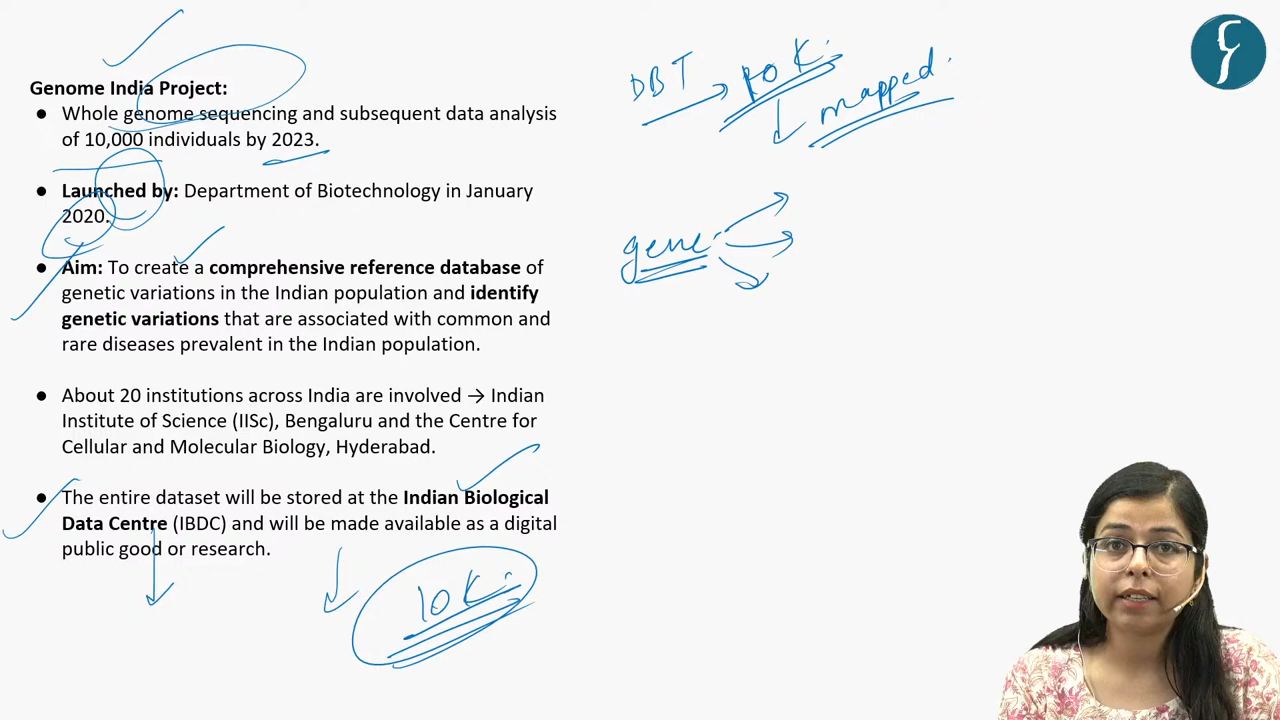 Genome India Project:
● Whole genome sequencing and subsequent data analysis
of 10,000 individuals by 2023.
● Launched by: Department of Biotechnology in January
2020.
● Aim: To create a comprehensive reference database of
genetic variations in the Indian population and identify
genetic variations that are associated with common and
rare diseases prevalent in the Indian population.
● About 20 institutions across India are involved → Indian
Institute of Science (IISc), Bengaluru and the Centre for
Cellular and Molecular Biology, Hyderabad.
● The entire dataset will be stored at the Indian Biological
Data Centre (IBDC) and will be made available as a digital
public good or research.
10K
DBT → 10K
mapped
gene